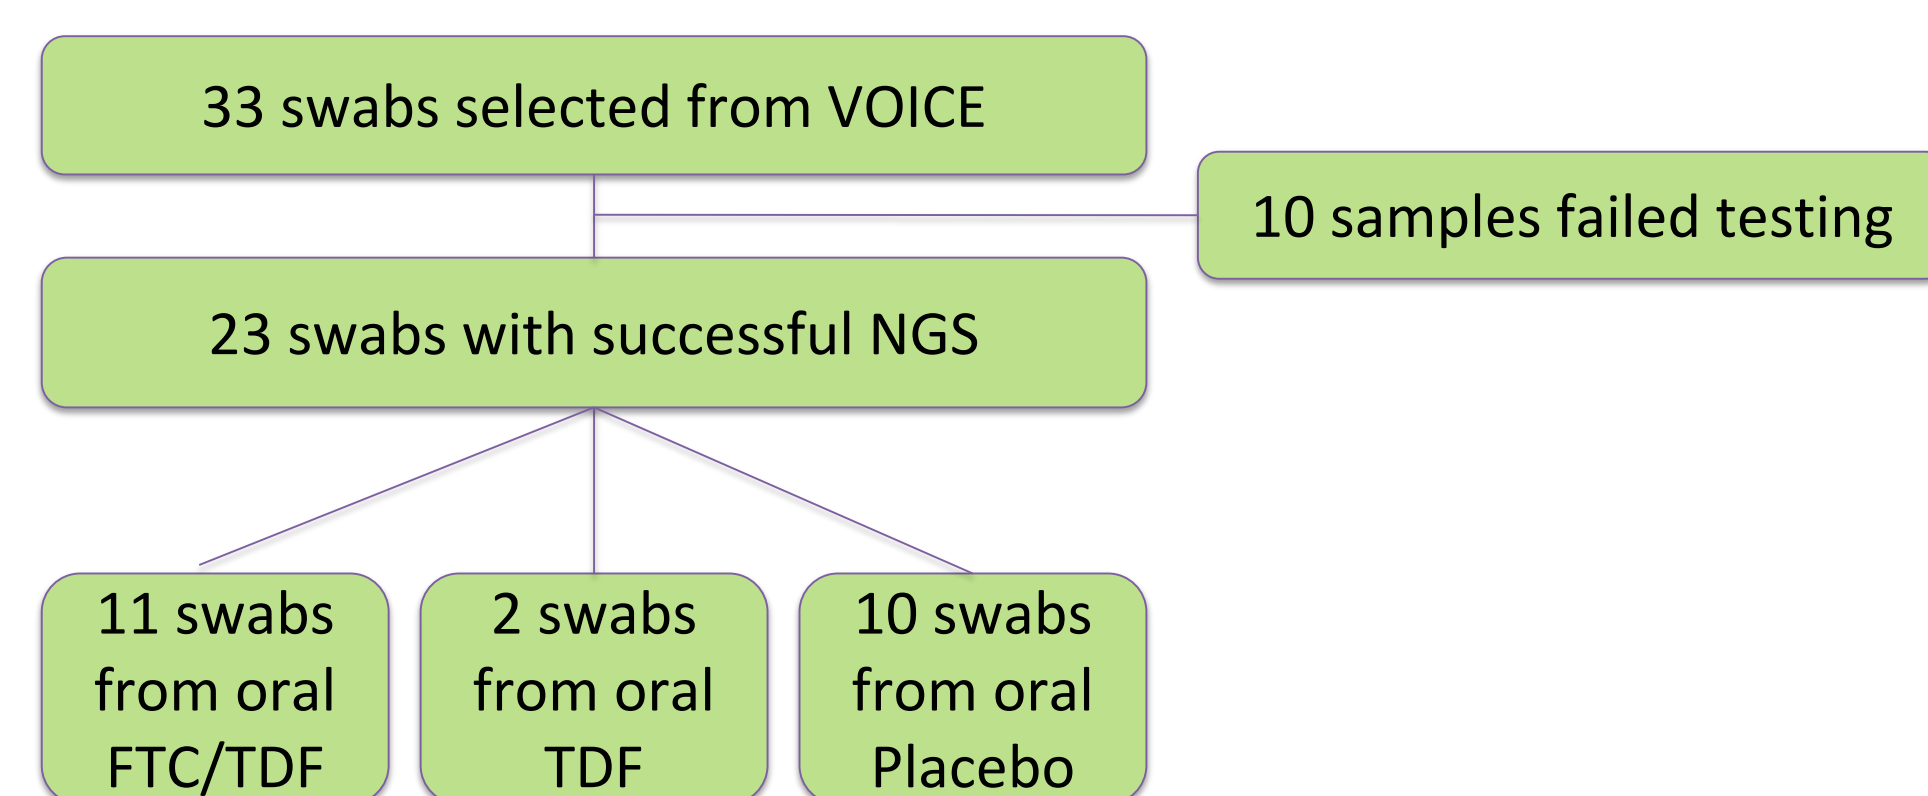 33 swabs selected from VOICE
10 samples failed testing
23 swabs with successful NGS
11 swabs
from oral
FTC/TDF
2 swabs
from oral
TDF
10 swabs
from oral
Placebo